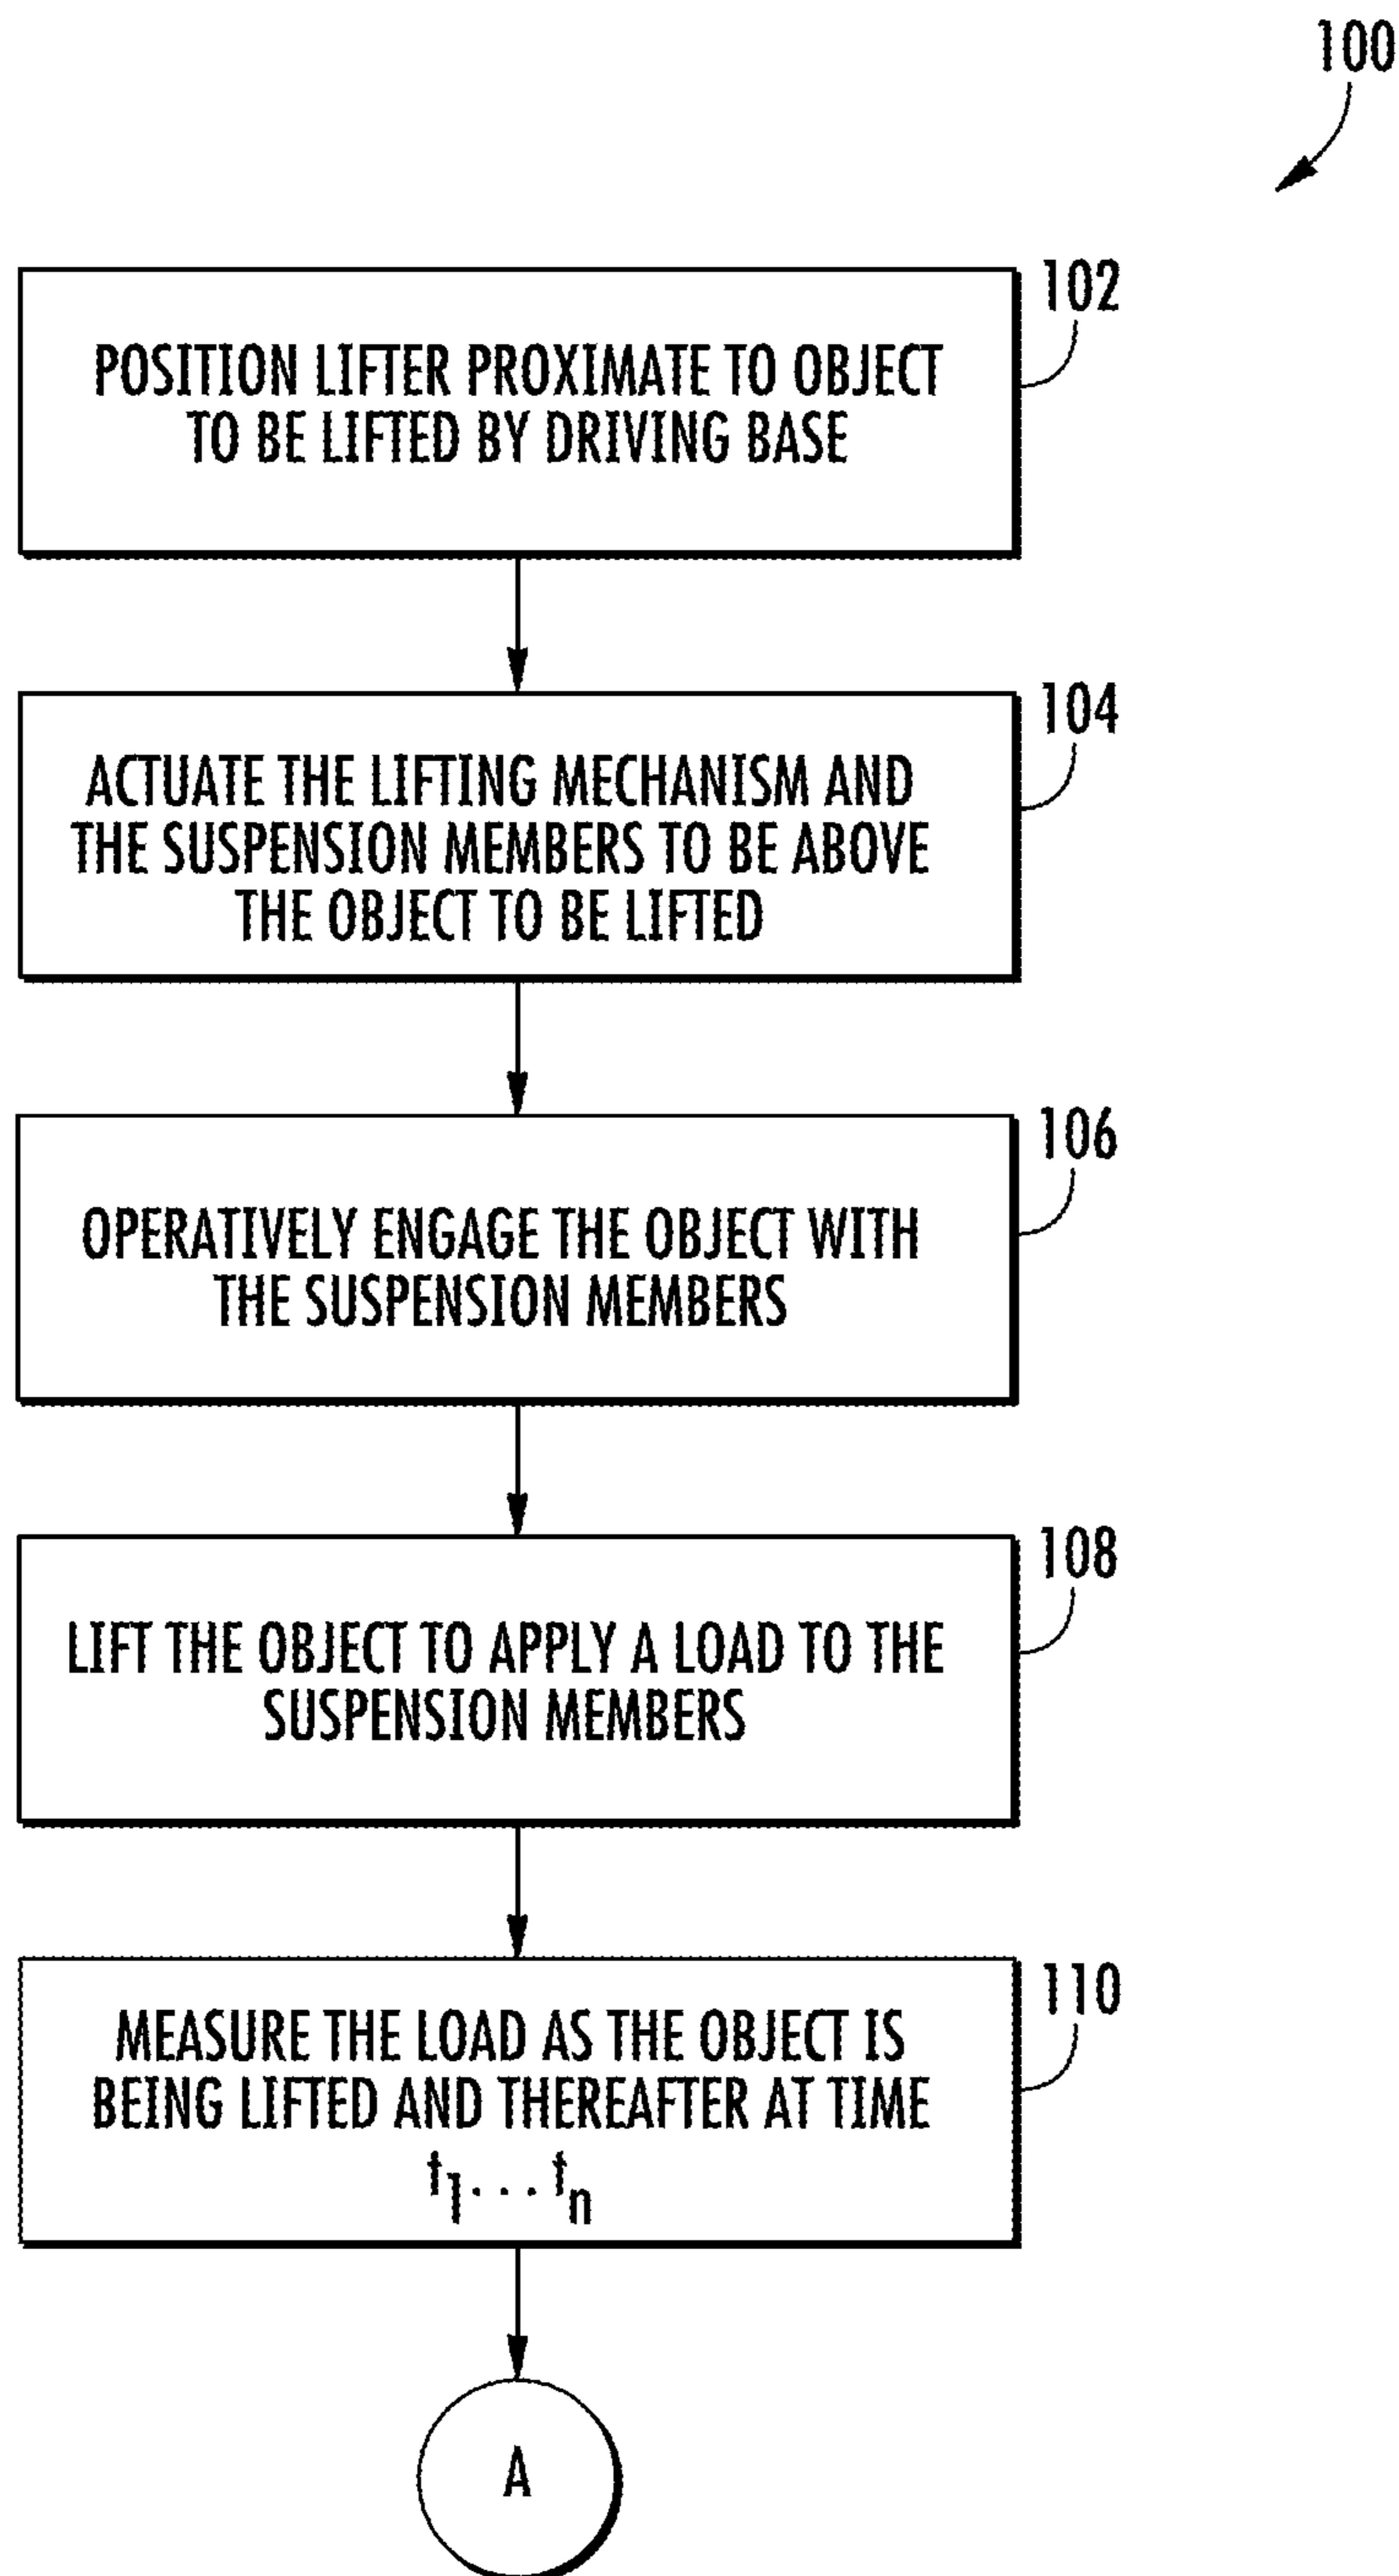 100
102
POSITION LIFTER PROXIMATE TO OBJECT
TO BE LIFTED BY DRIVING BASE
104
ACTUATE THE LIFTING MECHANISM AND
THE SUSPENSION MEMBERS TO BE ABOVE
THE OBJECT TO BE LIFTED
106
OPERATIVELY ENGAGE THE OBJECT WITH
THE SUSPENSION MEMBERS
108
LIFT THE OBJECT TO APPLY A LOAD TO THE
SUSPENSION MEMBERS
110
MEASURE THE LOAD AS THE OBJECT IS
BEING LIFTED AND THEREAFTER AT TIME
t1...tn
A